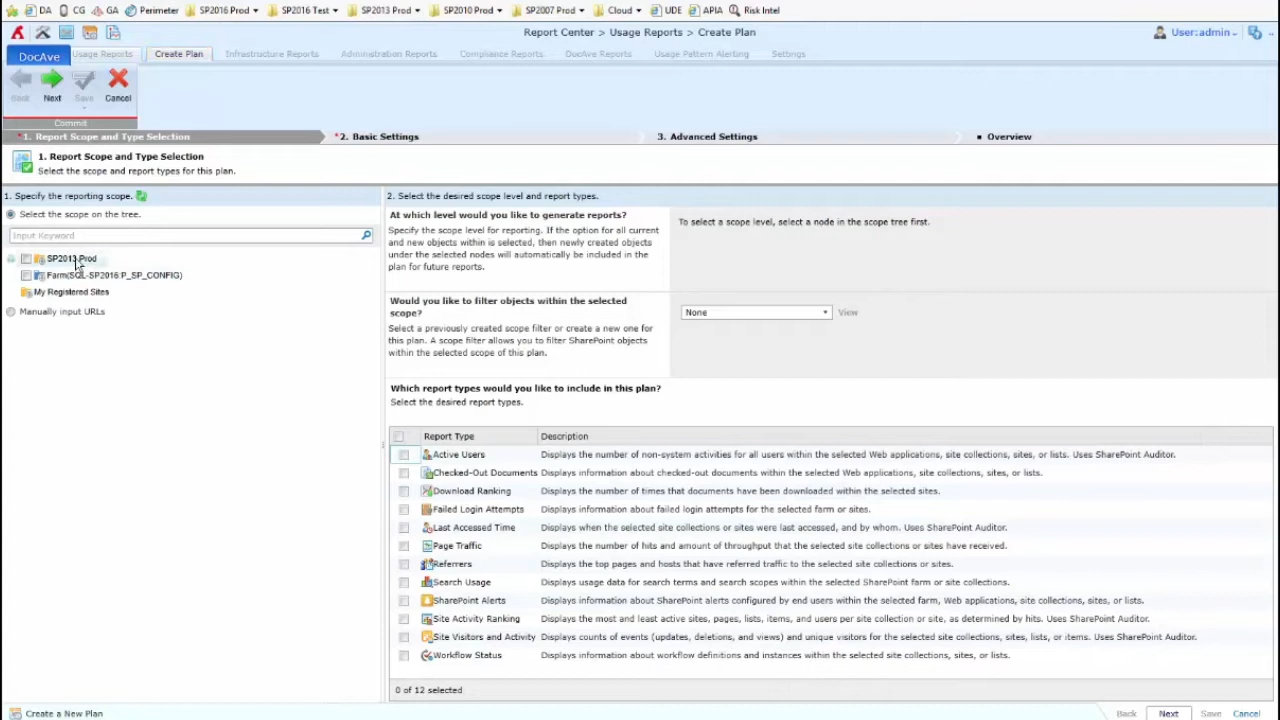 DA CG GA Perimeter SP2016 Prod SP2016 Test SP2013 Prod SP2010 Prod SP2007 Prod Cloud UDE APIA Risk Intel
Report Center > Usage Reports > Create Plan
User:admin
DocAve Usage Reports Create Plan Infrastructure Reports Administration Reports Compliance Reports DocAve Reports Usage Pattern Alerting Settings
Back Next Save Cancel
Commit
*1. Report Scope and Type Selection *2. Basic Settings 3. Advanced Settings Overview
1. Report Scope and Type Selection
Select the scope and report types for this plan.
1. Specify the reporting scope.
Select the scope on the tree.
Input Keyword
SP2013 Prod
Farm(SQL-SP2016:P_SP_CONFIG)
My Registered Sites
Manually input URLs
2. Select the desired scope level and report types.
At which level would you like to generate reports?
Specify the scope level for reporting. If the option for all current
and new objects within is selected, then newly created objects
under the selected nodes will automatically be included in the
plan for future reports.
To select a scope level, select a node in the scope tree first.
Would you like to filter objects within the selected
scope?
Select a previously created scope filter or create a new one for
this plan. A scope filter allows you to filter SharePoint objects
within the selected scope of this plan.
None View
Which report types would you like to include in this plan?
Select the desired report types.
Report Type Description
Active Users Displays the number of non-system activities for all users within the selected Web applications, site collections, sites, or lists. Uses SharePoint Auditor.
Checked-Out Documents Displays information about checked-out documents within the selected Web applications, site collections, sites, or lists.
Download Ranking Displays the number of times that documents have been downloaded within the selected sites.
Failed Login Attempts Displays information about failed login attempts for the selected farm or sites.
Last Accessed Time Displays when the selected site collections or sites were last accessed, and by whom. Uses SharePoint Auditor.
Page Traffic Displays the number of hits and amount of throughput that the selected site collections or sites have received.
Referrers Displays the top pages and hosts that have referred traffic to the selected site collections or sites.
Search Usage Displays usage data for search terms and search scopes within the selected SharePoint farm or site collections.
SharePoint Alerts Displays information about SharePoint alerts configured by end users within the selected farm, Web applications, site collections, sites, or lists.
Site Activity Ranking Displays the most and least active sites, pages, lists, items, and users per site collection or site, as determined by hits. Uses SharePoint Auditor.
Site Visitors and Activity Displays counts of events (updates, deletions, and views) and unique visitors for the selected site collections, sites, lists, or items. Uses SharePoint Auditor.
Workflow Status Displays information about workflow definitions and instances within the selected site collections, sites, or lists.
0 of 12 selected
Create a New Plan
Back Next Save Cancel